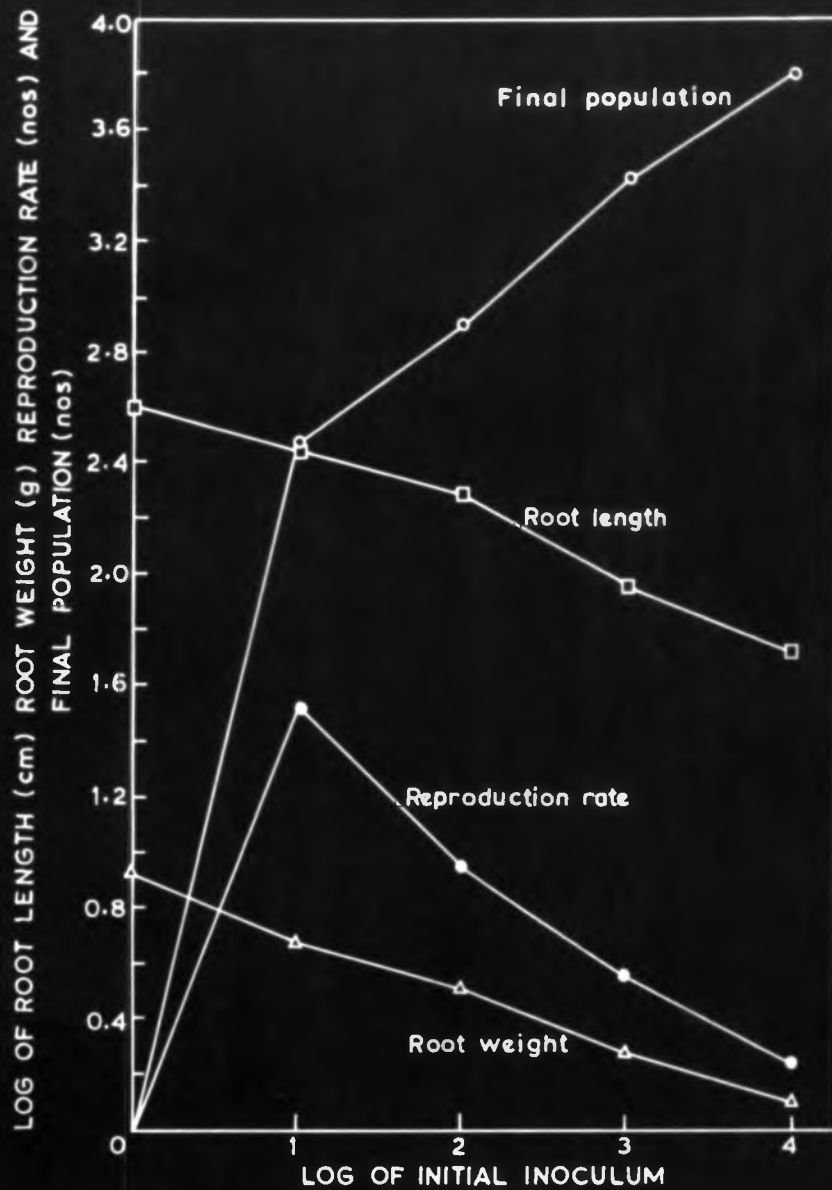 LOG OF ROOT LENGTH (cm) ROOT WEIGHT (g) REPRODUCTION RATE (nos) AND
FINAL POPULATION (nos)
4.0
3.6
3.2
2.8
2.4
2.0
1.6
1.2
0.8
0.4
Final population
Root length
Reproduction rate
Root weight
0 1 2 3 4
LOG OF INITIAL INOCULUM